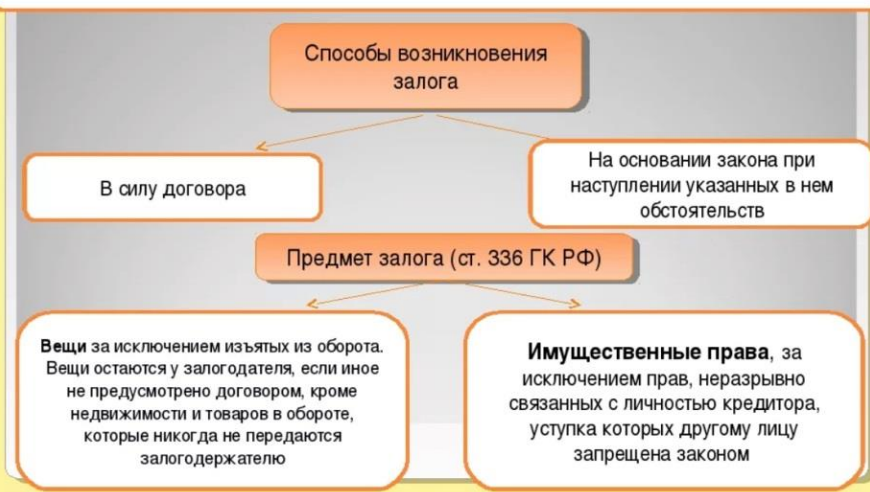 Способы возникновения
залога
В силу договора
На основании закона при
наступлении указанных в нем
обстоятельств
Предмет залога (ст. 336 ГК РФ)
Вещи за исключением изъятых из оборота.
Вещи остаются у залогодателя, если иное
не предусмотрено договором, кроме
недвижимости и товаров в обороте,
которые никогда не передаются
залогодержателю
Имущественные права, за
исключением прав, неразрывно
связанных с личностью кредитора,
уступка которых другому лицу
запрещена законом